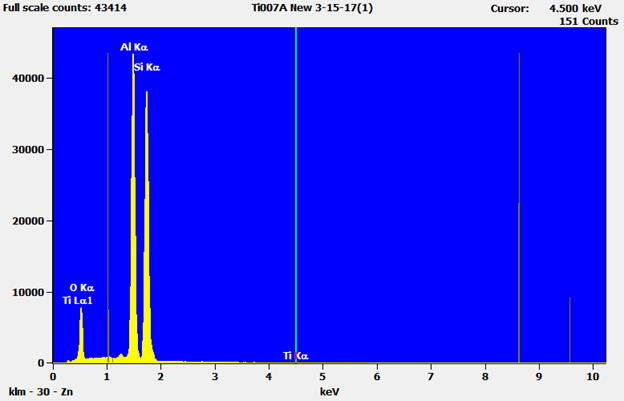 Full scale counts: 43414 Ti007A New 3-15-17(1) Cursor: 4.500 keV
151 Counts
Al Kα
Si Kα
40000
30000
20000
O Kα
Ti Lα1
10000
Ti Kα
0
0 1 2 3 4 5 6 7 8 9 10
klm - 30 - Zn keV